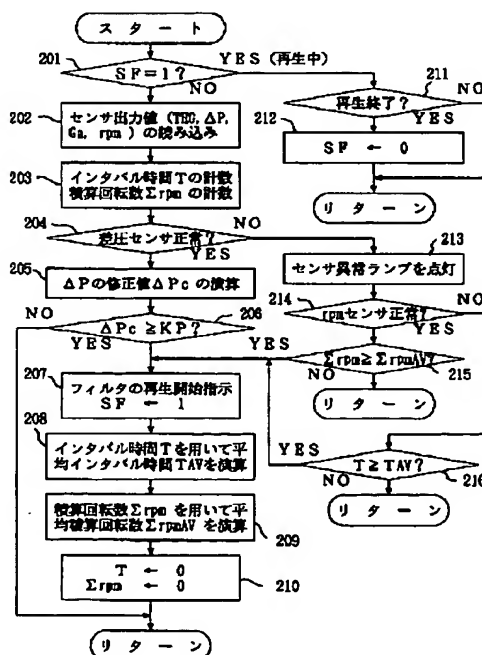 スタート
201
SF=1?
YES(再生中)
NO
211
再生終了?
NO
YES
202
センサ出力値(TEG,ΔP,
Ga,rpm)の読み込み
212
SF ← 0
203
インタバル時間Tの計数
積算回転数Σrpmの計数
リターン
204
差圧センサ正常?
NO
YES
213
センサ異常ランプを点灯
205
ΔPの修正値ΔPcの演算
214
rpmセンサ正常?
NO
YES
NO
ΔPc≧KP?
206
YES
YES
Σrpm≧ΣrpmAV?
215
NO
207
フィルタの再生開始指示
SF ← 1
リターン
208
インタバル時間Tを用いて平
均インタバル時間TAVを演算
YES
T≧TAV?
216
NO
積算回転数Σrpmを用いて平
均積算回転数ΣrpmAVを演算
209
リターン
T ← 0
Σrpm ← 0
210
リターン